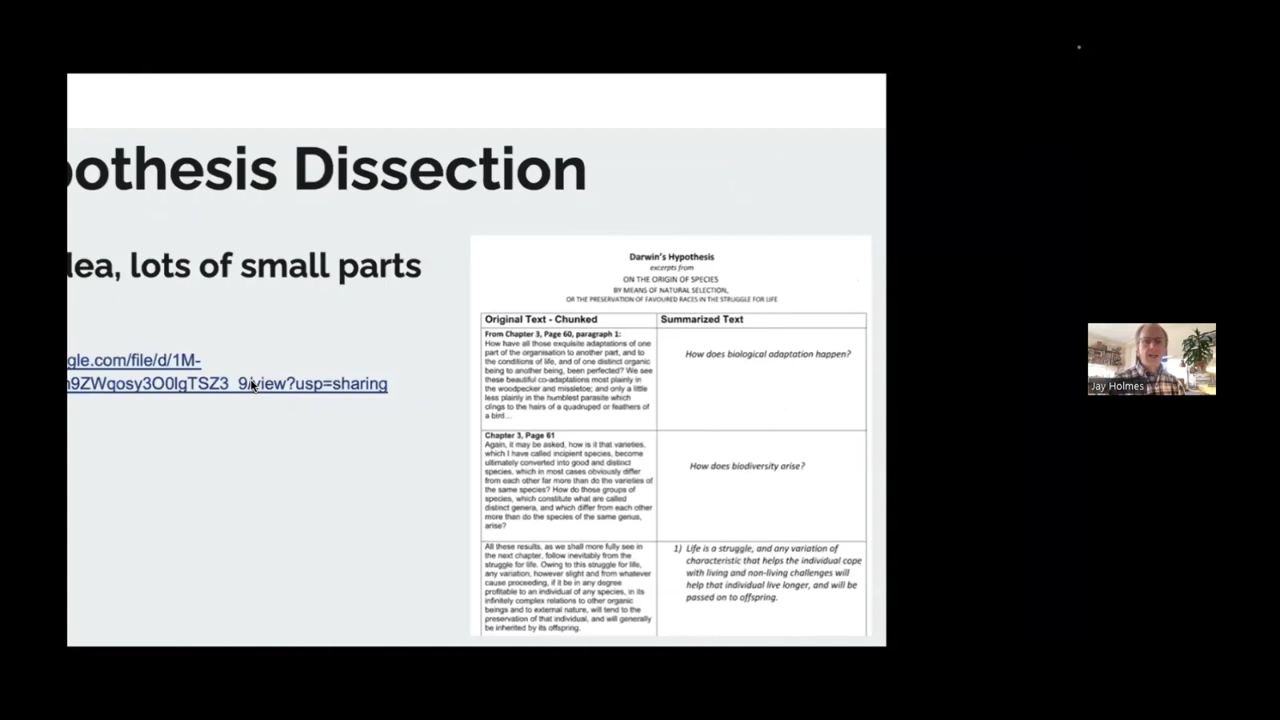 pothesis Dissection
dea, lots of small parts
gle.com/file/d/1M-
9ZWqosy3O0lgTSZ3_9/view?usp=sharing
Darwin's Hypothesis
excerpts from
ON THE ORIGIN OF SPECIES
BY MEANS OF NATURAL SELECTION,
OR THE PRESERVATION OF FAVOURED RACES IN THE STRUGGLE FOR LIFE
Original Text - Chunked
Summarized Text
From Chapter 3, Page 60, paragraph 1:
How have all those exquisite adaptations of one
part of the organisation to another part, and to
the conditions of life, and of one distinct organic
being to another being, been perfected? We see
these beautiful co-adaptations most plainly in
the woodpecker and missletoe; and only a little
less plainly in the humblest parasite which
clings to the hairs of a quadruped or feathers of
a bird...
How does biological adaptation happen?
Chapter 3, Page 61
Again, it may be asked, how is it that varieties,
which I have called incipient species, become
ultimately converted into good and distinct
species, which in most cases obviously differ
from each other far more than do the varieties of
the same species? How do those groups of
species, which constitute what are called
distinct genera, and which differ from each other
more than do the species of the same genus,
arise?
How does biodiversity arise?
All these results, as we shall more fully see in
the next chapter, follow inevitably from the
struggle for life. Owing to this struggle for life,
any variation, however slight and from whatever
cause proceeding, if it be in any degree
profitable to an individual of any species, in its
infinitely complex relations to other organic
beings and to external nature, will tend to the
preservation of that individual, and will generally
be inherited by its offspring.
1) Life is a struggle, and any variation of
characteristic that helps the individual cope
with living and non-living challenges will
help that individual live longer, and will be
passed on to offspring.
Jay Holmes